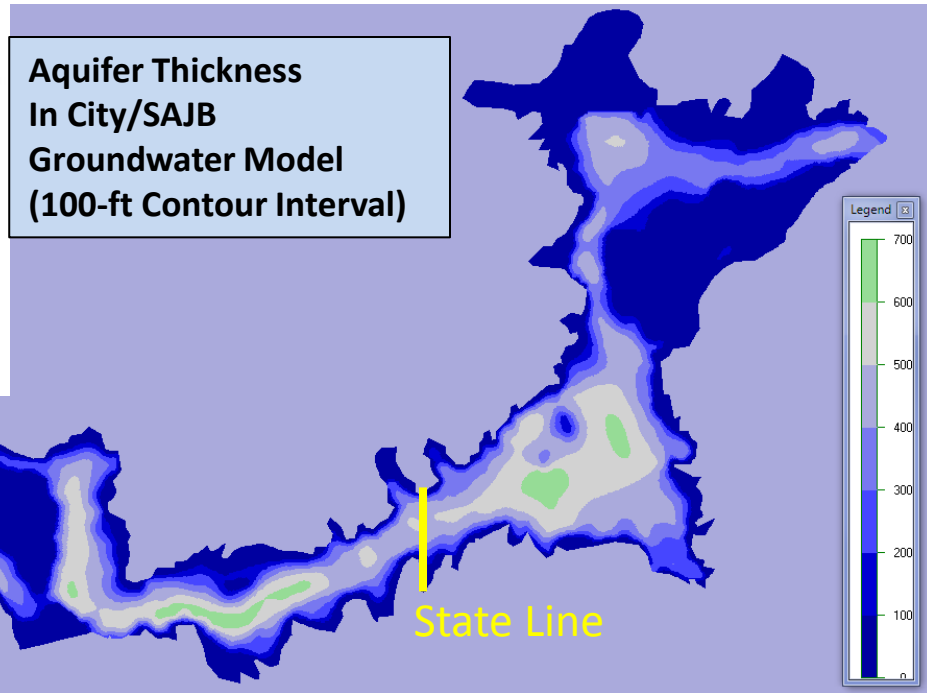 Aquifer Thickness
In City/SAJB
Groundwater Model
(100-ft Contour Interval)
Legend
700
600
500
400
300
200
100
0
State Line